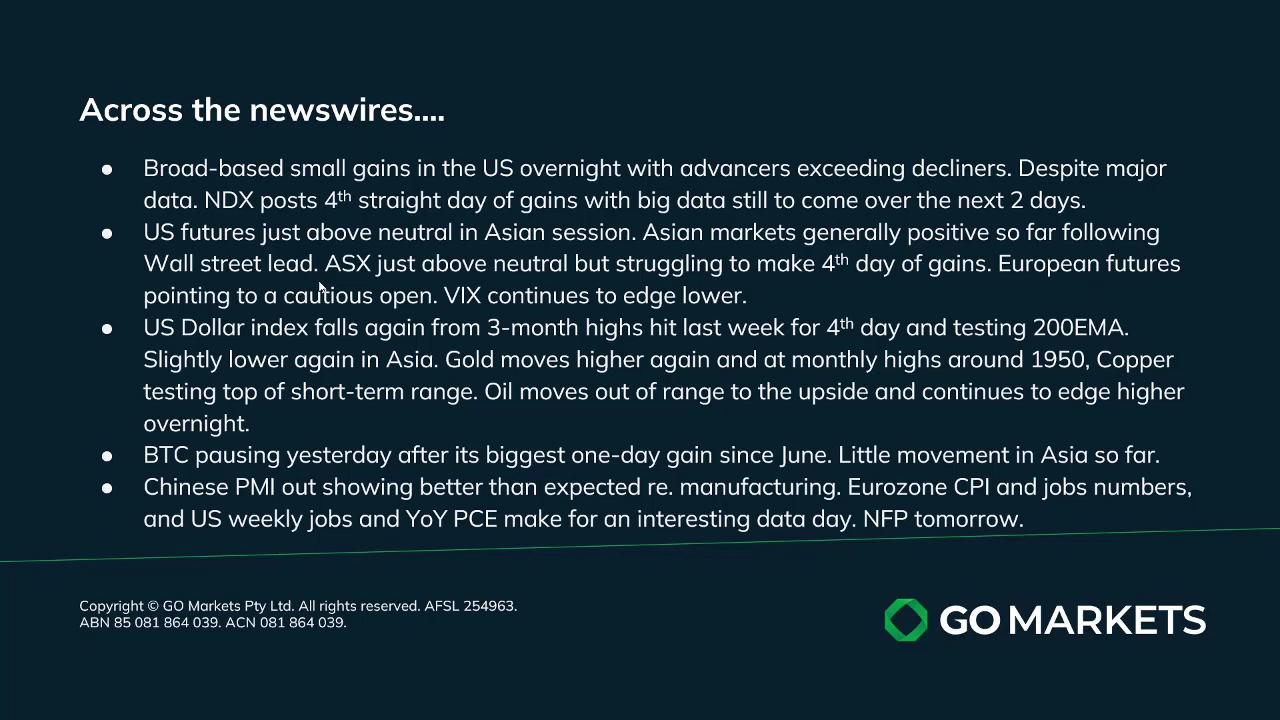 Across the newswires....
● Broad-based small gains in the US overnight with advancers exceeding decliners. Despite major
data. NDX posts 4th straight day of gains with big data still to come over the next 2 days.
● US futures just above neutral in Asian session. Asian markets generally positive so far following
Wall street lead. ASX just above neutral but struggling to make 4th day of gains. European futures
pointing to a cautious open. VIX continues to edge lower.
● US Dollar index falls again from 3-month highs hit last week for 4th day and testing 200EMA.
Slightly lower again in Asia. Gold moves higher again and at monthly highs around 1950, Copper
testing top of short-term range. Oil moves out of range to the upside and continues to edge higher
overnight.
● BTC pausing yesterday after its biggest one-day gain since June. Little movement in Asia so far.
● Chinese PMI out showing better than expected re. manufacturing. Eurozone CPI and jobs numbers,
and US weekly jobs and YoY PCE make for an interesting data day. NFP tomorrow.
Copyright © GO Markets Pty Ltd. All rights reserved. AFSL 254963.
ABN 85 081 864 039. ACN 081 864 039.
GO MARKETS